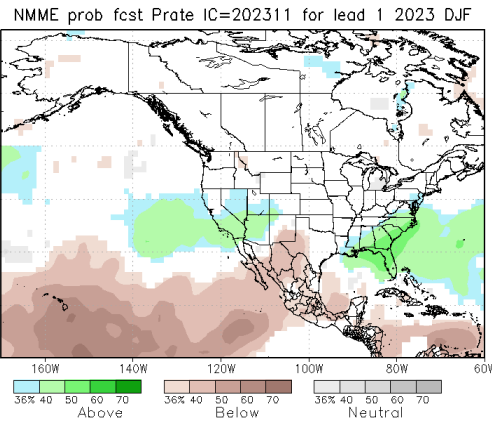 NMME prob fcst Prate IC=202311 for lead 1 2023 DJF
160W 140W 120W 100W 80W 60W
36% 40 50 60 70 36% 40 50 60 70 36% 40 50 60 70
Above Below Neutral